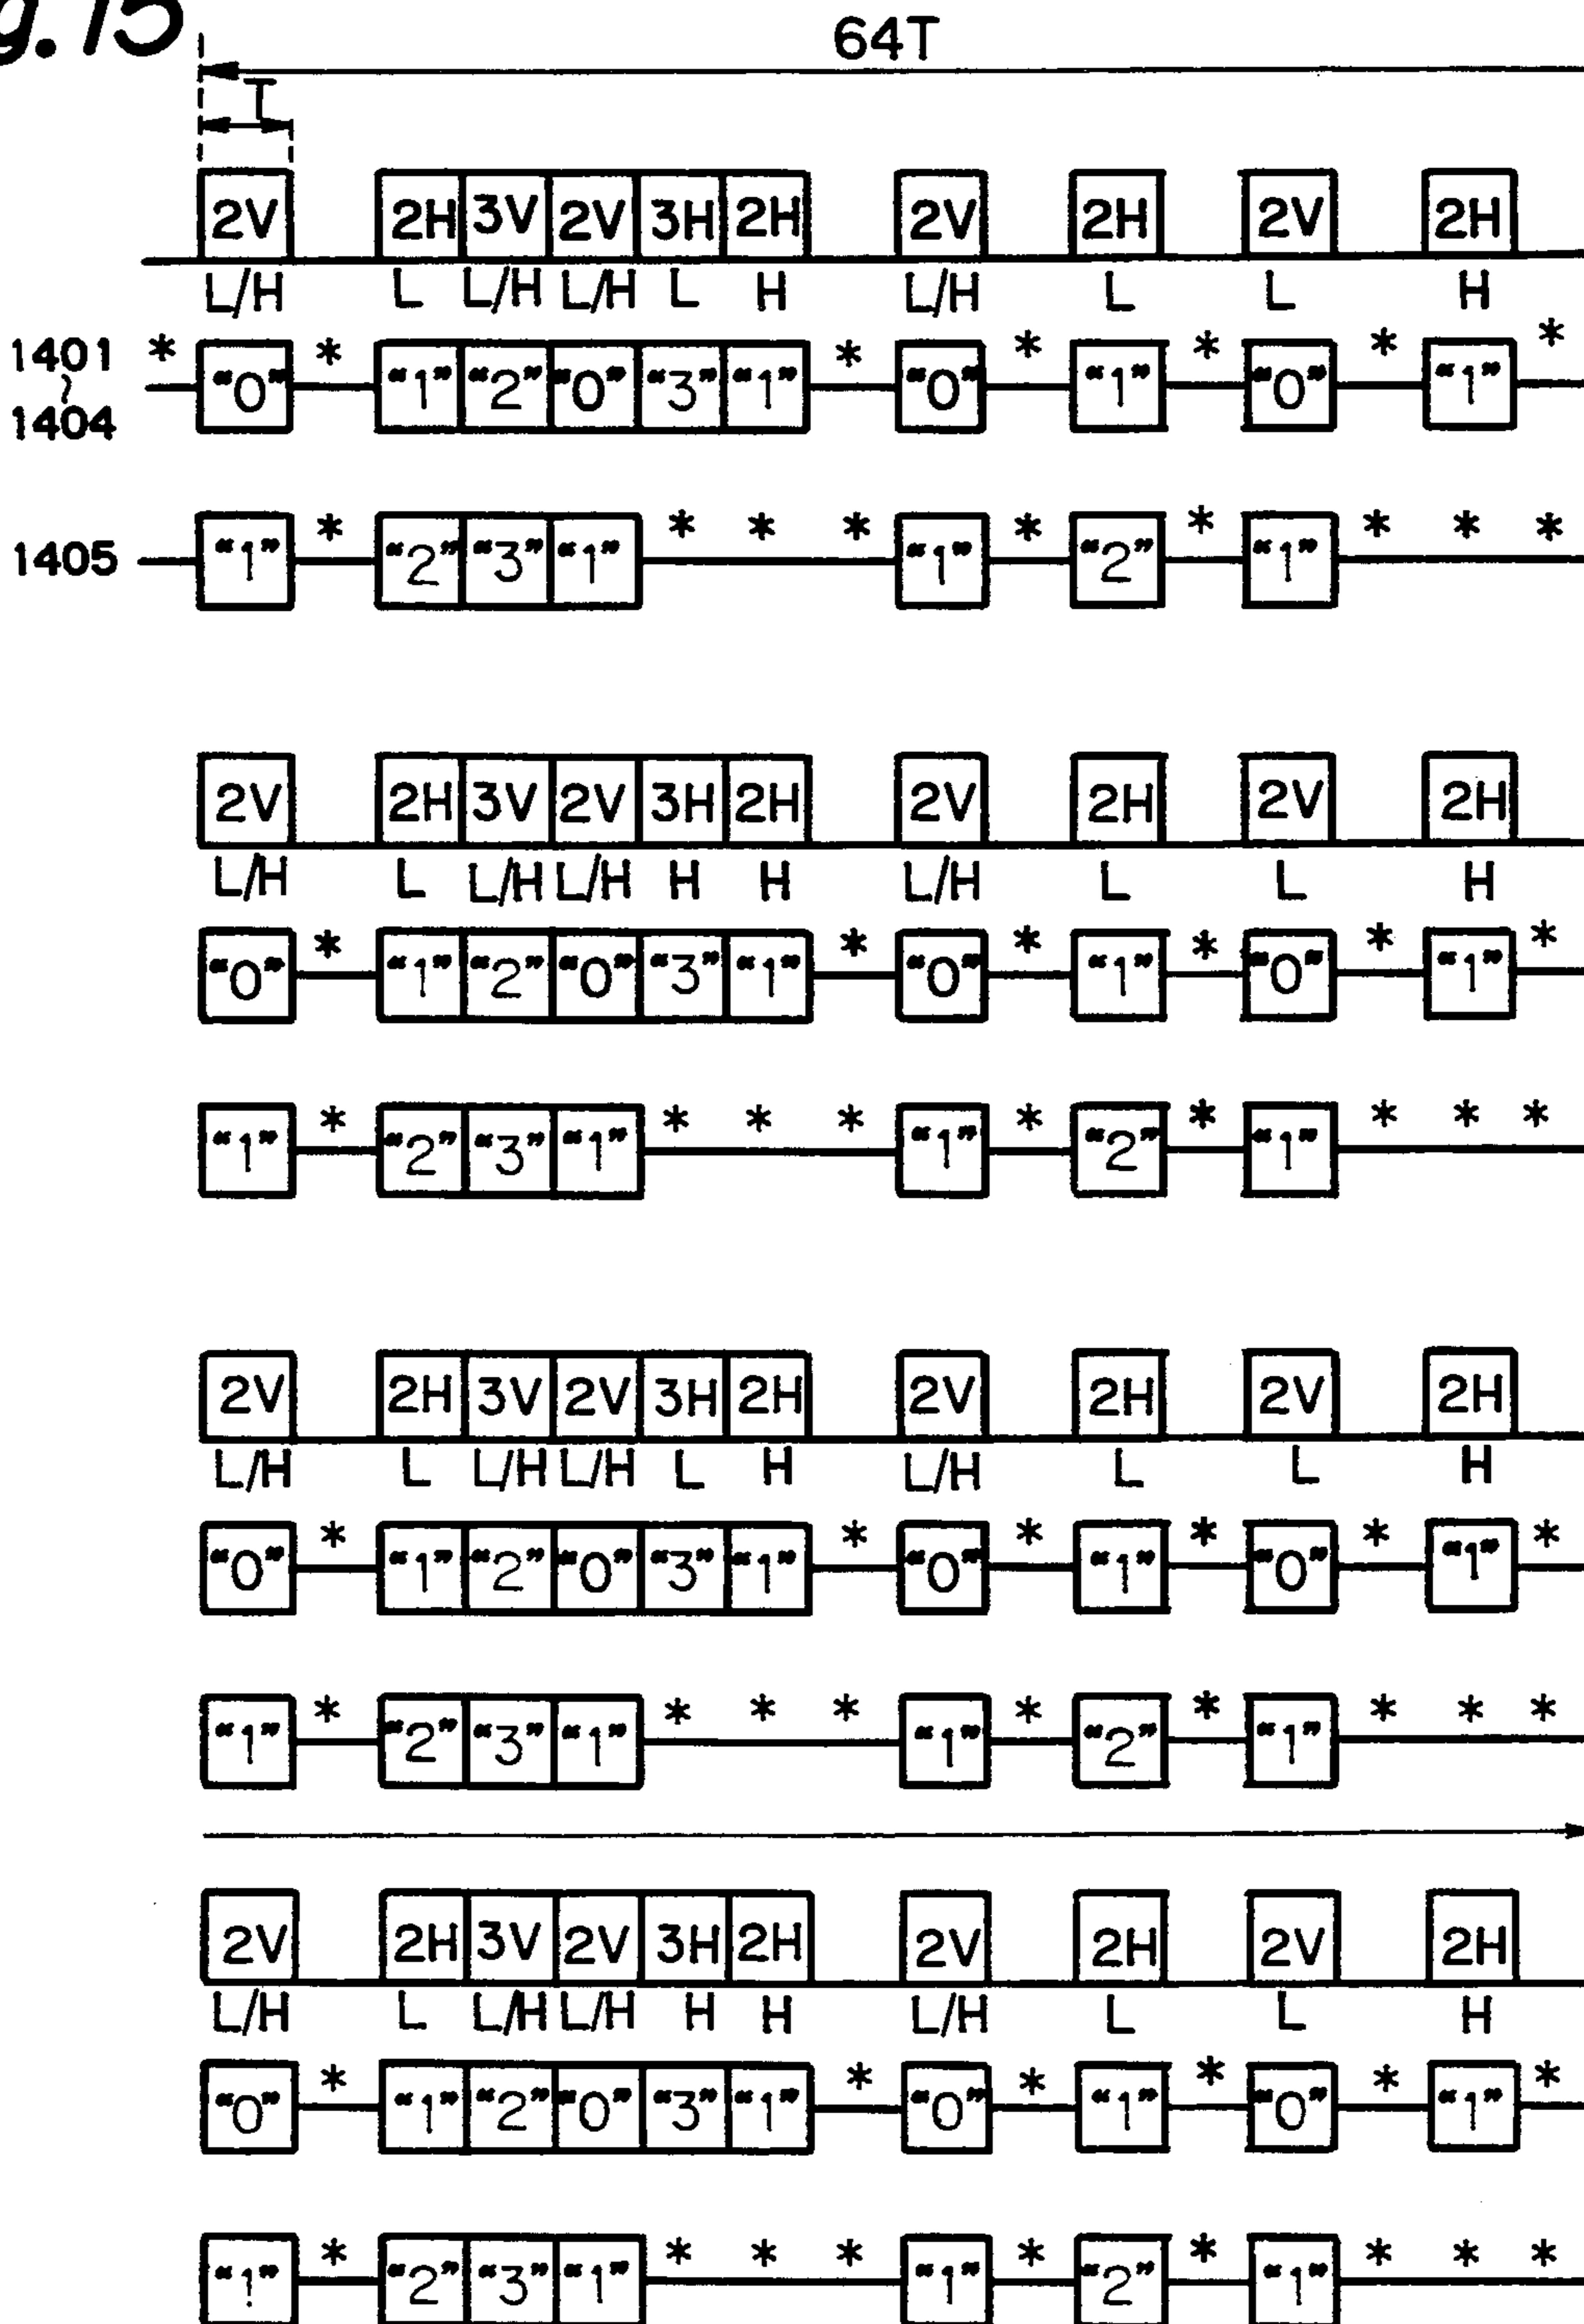 g. 15
64T
T
2V 2H 3V 2V 3H 2H 2V 2H 2V 2H
L/H L L/H L/H L H L/H L L H
1401 ~ 1404 * "0" * "1" "2" "0" "3" "1" * "0" * "1" * "0" * "1" *
1405 "1" * "2" "3" "1" * * * "1" * "2" * "1" * * *
2V 2H 3V 2V 3H 2H 2V 2H 2V 2H
L/H L L/H L/H H H L/H L L H
"0" * "1" "2" "0" "3" "1" * "0" * "1" * "0" * "1" *
"1" * "2" "3" "1" * * * "1" * "2" * "1" * * *
2V 2H 3V 2V 3H 2H 2V 2H 2V 2H
L/H L L/H L/H L H L/H L L H
"0" * "1" "2" "0" "3" "1" * "0" * "1" * "0" * "1" *
"1" * "2" "3" "1" * * * "1" * "2" * "1" * * *
2V 2H 3V 2V 3H 2H 2V 2H 2V 2H
L/H L L/H L/H H H L/H L L H
"0" * "1" "2" "0" "3" "1" * "0" * "1" * "0" * "1" *
"1" * "2" "3" "1" * * * "1" * "2" * "1" * * *